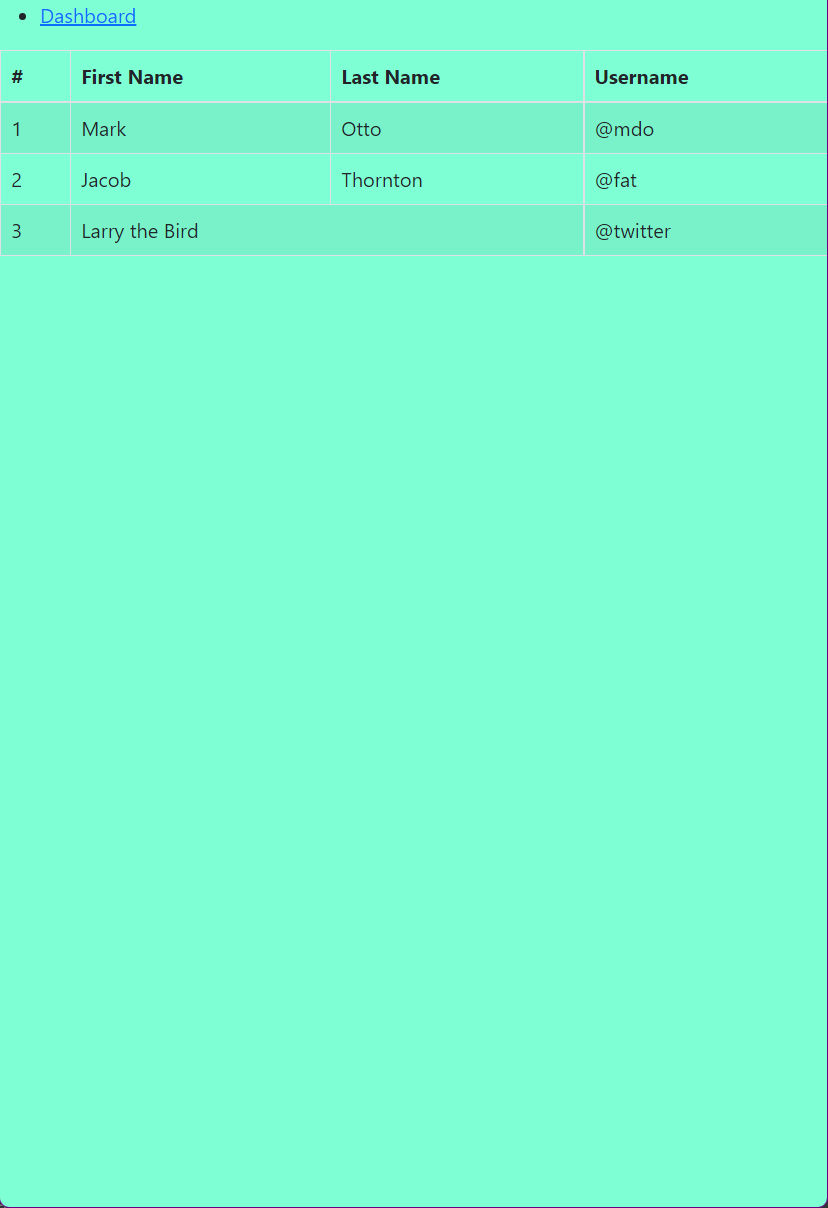 Dashboard
# First Name Last Name Username
1 Mark Otto @mdo
2 Jacob Thornton @fat
3 Larry the Bird @twitter